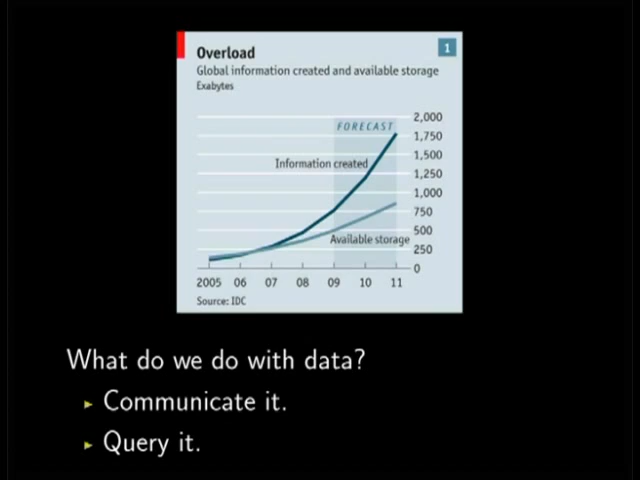 Overload
1
Global information created and available storage
Exabytes
FORECAST
2,000
1,750
Information created
1,500
1,250
1,000
750
500
Available storage
250
0
2005 06 07 08 09 10 11
Source: IDC
What do we do with data?
► Communicate it.
► Query it.